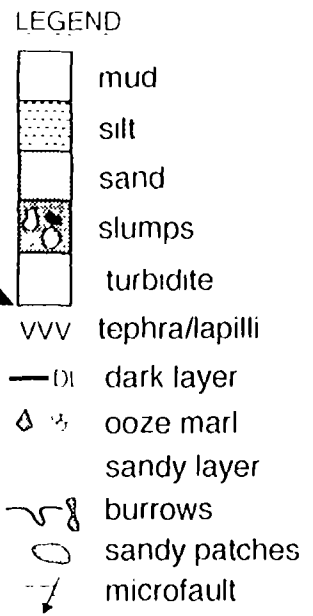 LEGEND
mud
silt
sand
slumps
turbidite
VVV tephra/lapilli
dark layer
ooze marl
sandy layer
burrows
sandy patches
microfault